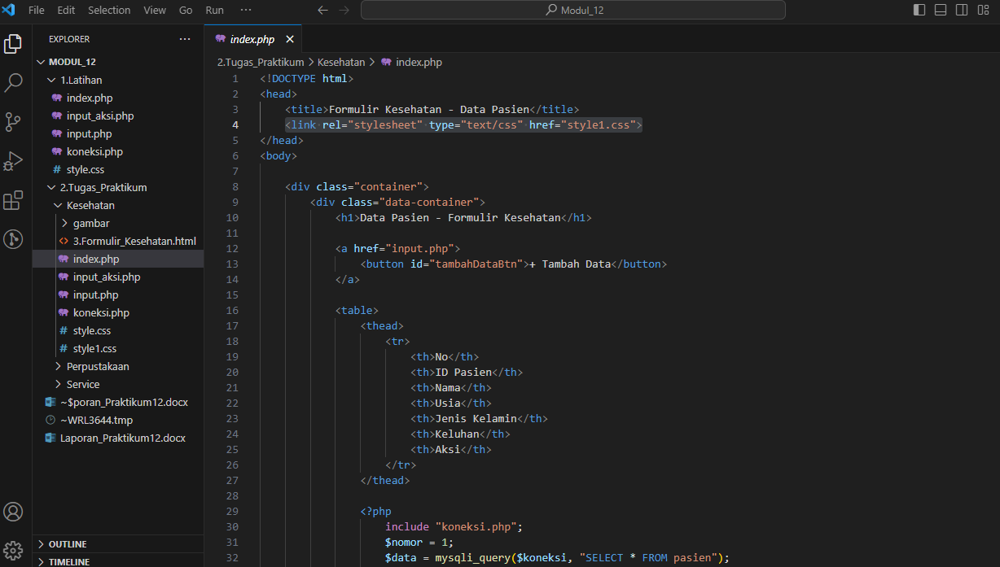 File Edit Selection View Go Run ··· ← → Modul_12
EXPLORER ···
MODUL_12
1.Latihan
index.php
input_aksi.php
input.php
koneksi.php
# style.css
2.Tugas_Praktikum
Kesehatan
gambar
<> 3.Formulir_Kesehatan.html
index.php
input_aksi.php
input.php
koneksi.php
# style.css
# style1.css
Perpustakaan
Service
~$poran_Praktikum12.docx
~WRL3644.tmp
Laporan_Praktikum12.docx
OUTLINE
TIMELINE
index.php ×
2.Tugas_Praktikum > Kesehatan > index.php
1 <!DOCTYPE html>
2 <head>
3 <title>Formulir Kesehatan - Data Pasien</title>
4 <link rel="stylesheet" type="text/css" href="style1.css">
5 </head>
6 <body>
7
8 <div class="container">
9 <div class="data-container">
10 <h1>Data Pasien - Formulir Kesehatan</h1>
11
12 <a href="input.php">
13 <button id="tambahDataBtn">+ Tambah Data</button>
14 </a>
15
16 <table>
17 <thead>
18 <tr>
19 <th>No</th>
20 <th>ID Pasien</th>
21 <th>Nama</th>
22 <th>Usia</th>
23 <th>Jenis Kelamin</th>
24 <th>Keluhan</th>
25 <th>Aksi</th>
26 </tr>
27 </thead>
28
29 <?php
30 include "koneksi.php";
31 $nomor = 1;
32 $data = mysqli_query($koneksi, "SELECT * FROM pasien");